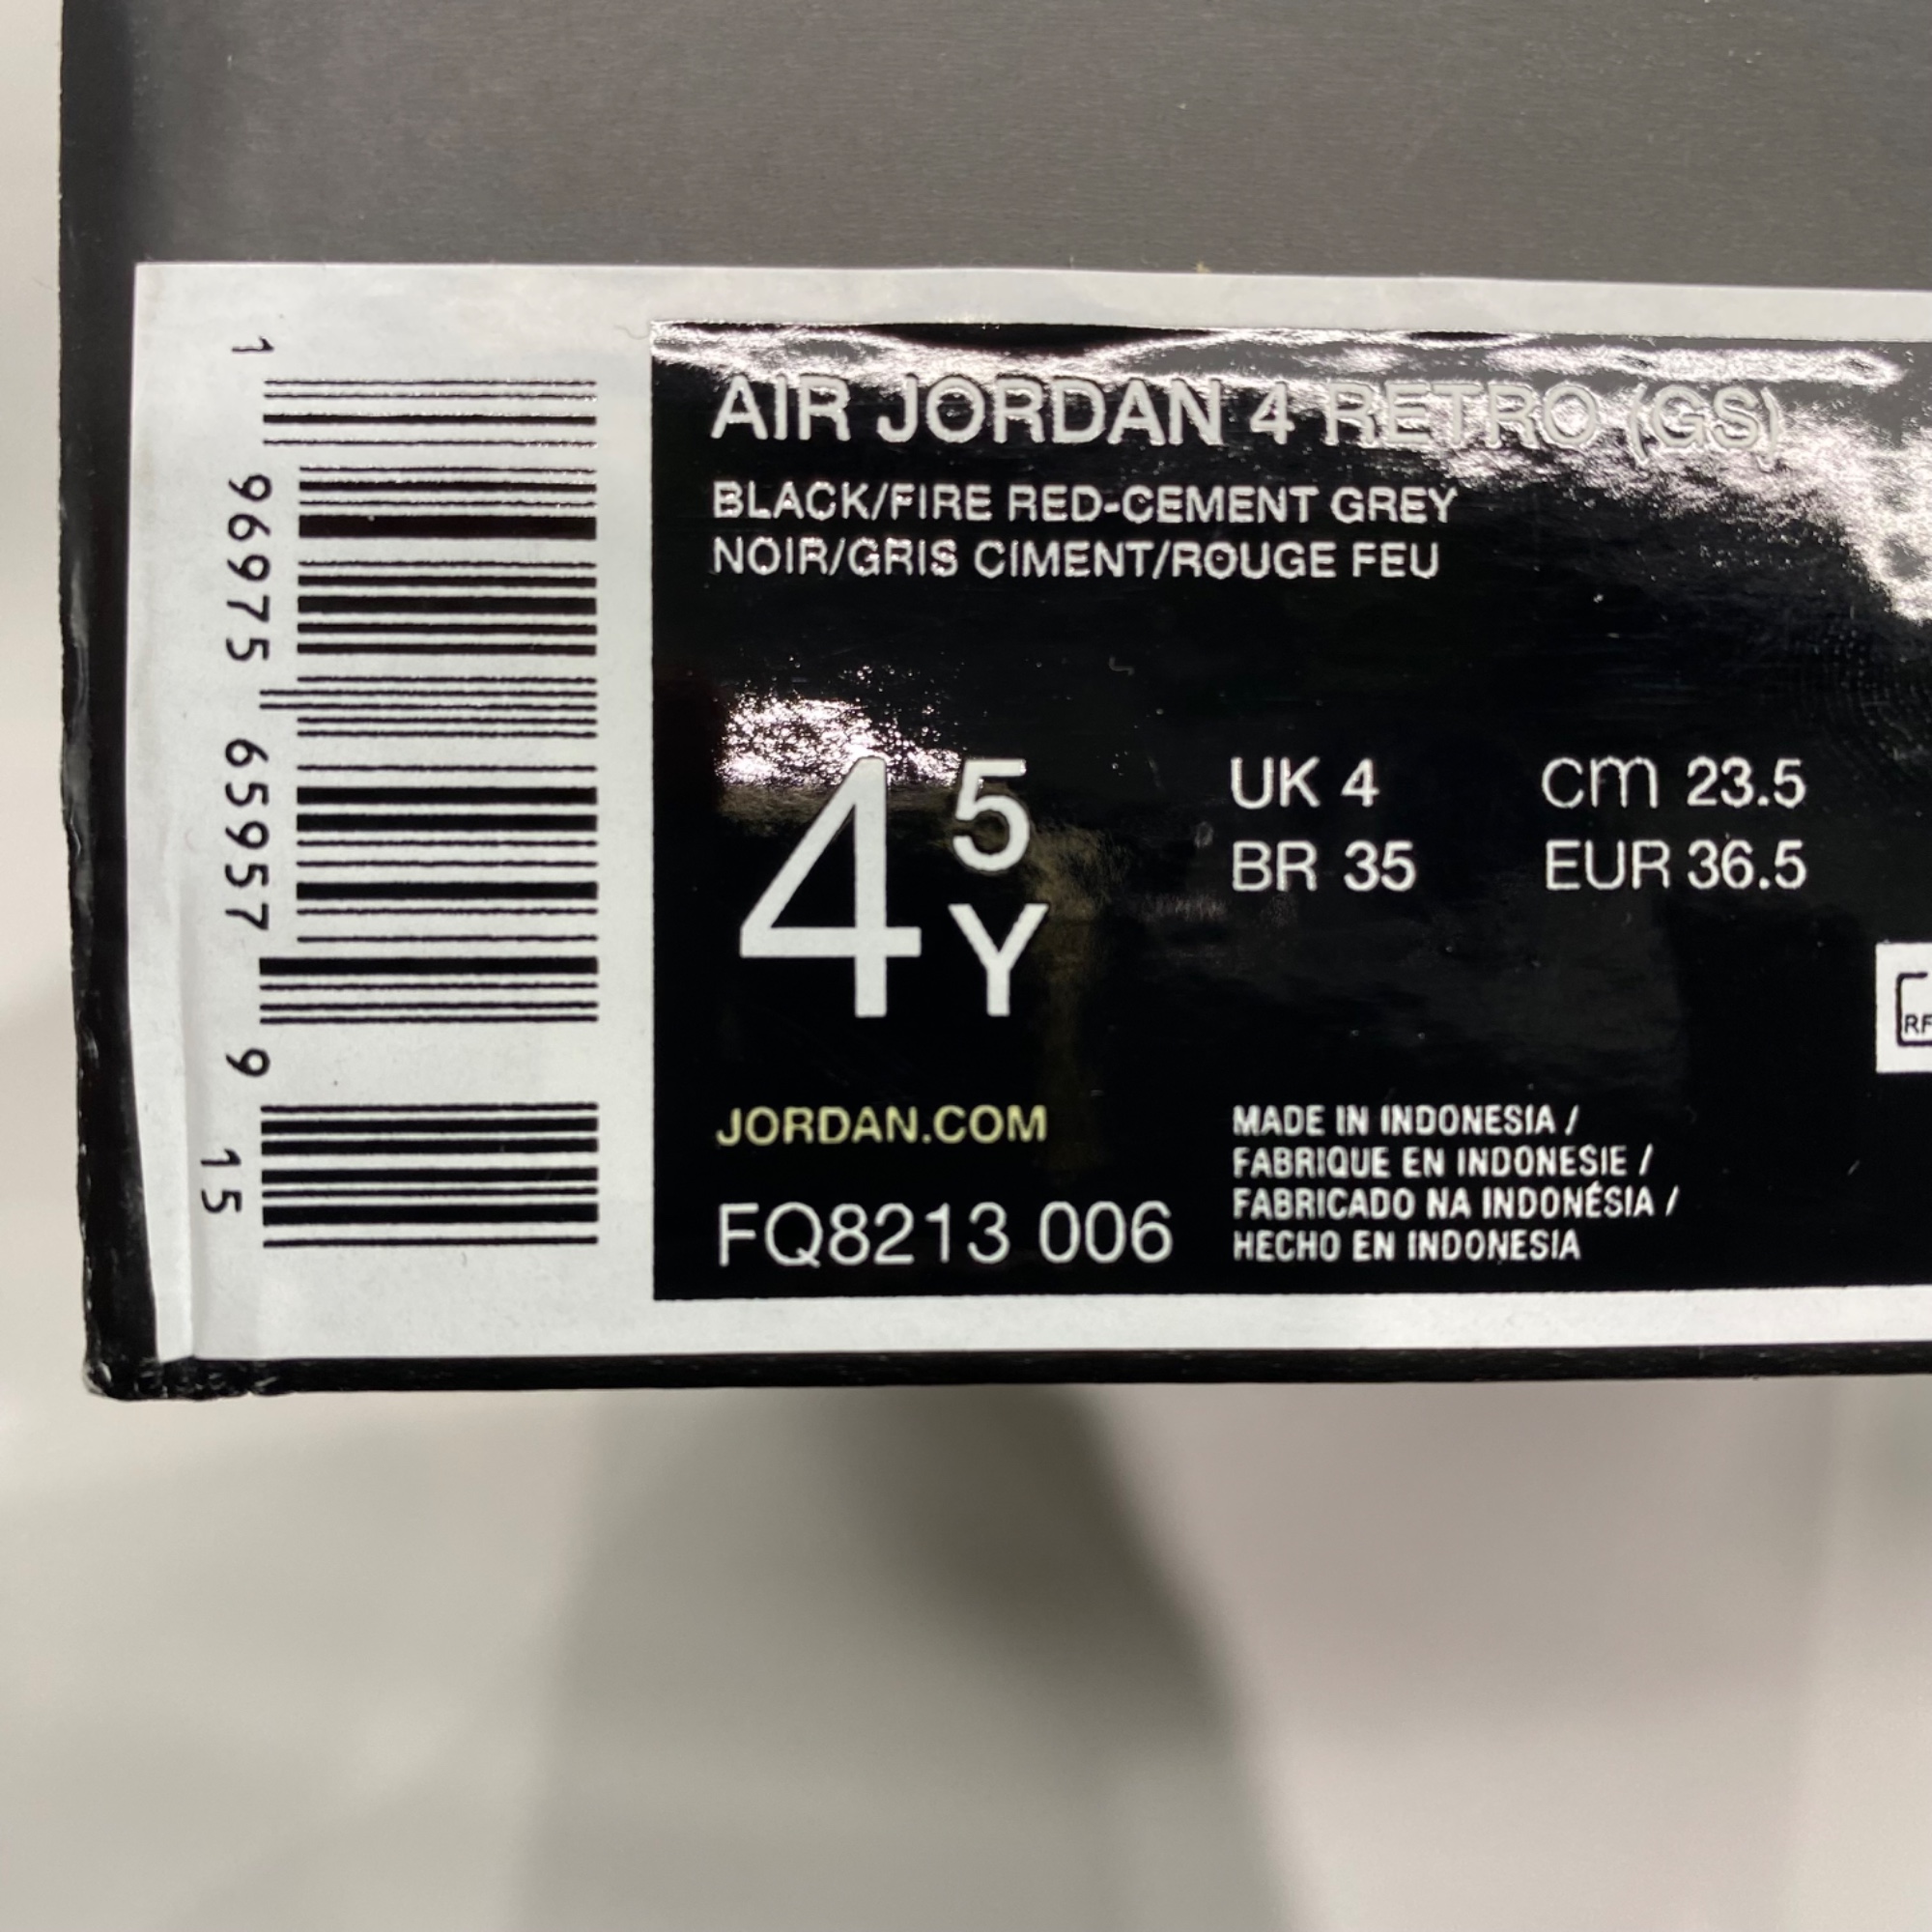 AIR JORDAN 4 RETRO (GS)
BLACK/FIRE RED-CEMENT GREY
NOIR/GRIS CIMENT/ROUGE FEU
4 5 Y
UK 4
CM 23.5
BR 35
EUR 36.5
JORDAN.COM
FQ8213 006
MADE IN INDONESIA /
FABRIQUE EN INDONESIE /
FABRICADO NA INDONÉSIA /
HECHO EN INDONESIA
1 96975 65957 9 15